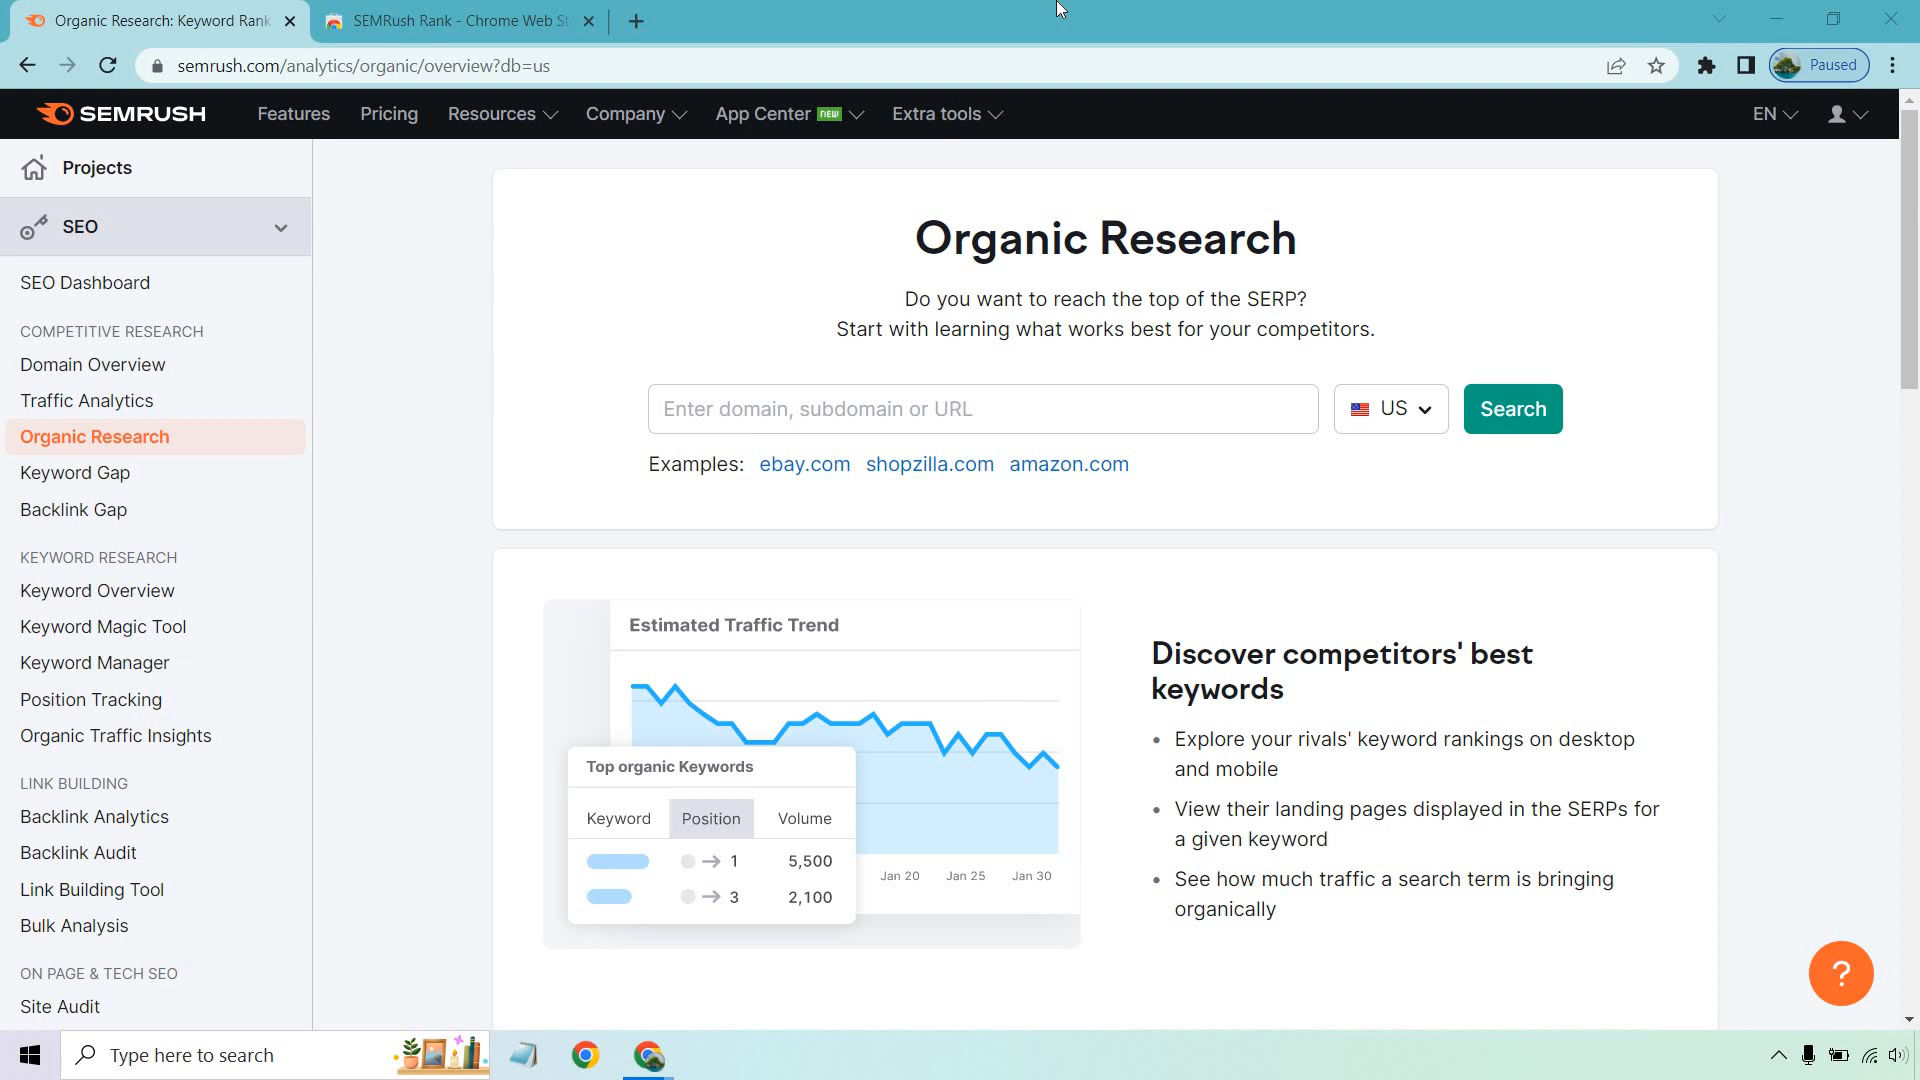 Organic Research: Keyword Rank
SEMRush Rank - Chrome Web St
semrush.com/analytics/organic/overview?db=us
Paused
SEMRUSH
Features
Pricing
Resources
Company
App Center NEW
Extra tools
EN
Projects
SEO
SEO Dashboard
COMPETITIVE RESEARCH
Domain Overview
Traffic Analytics
Organic Research
Keyword Gap
Backlink Gap
KEYWORD RESEARCH
Keyword Overview
Keyword Magic Tool
Keyword Manager
Position Tracking
Organic Traffic Insights
LINK BUILDING
Backlink Analytics
Backlink Audit
Link Building Tool
Bulk Analysis
ON PAGE & TECH SEO
Site Audit
Organic Research
Do you want to reach the top of the SERP?
Start with learning what works best for your competitors.
Enter domain, subdomain or URL
US
Search
Examples: ebay.com shopzilla.com amazon.com
Estimated Traffic Trend
Top organic Keywords
Keyword Position Volume
1 5,500
3 2,100
Jan 20 Jan 25 Jan 30
Discover competitors' best
keywords
• Explore your rivals' keyword rankings on desktop
and mobile
• View their landing pages displayed in the SERPs for
a given keyword
• See how much traffic a search term is bringing
organically
?
Type here to search